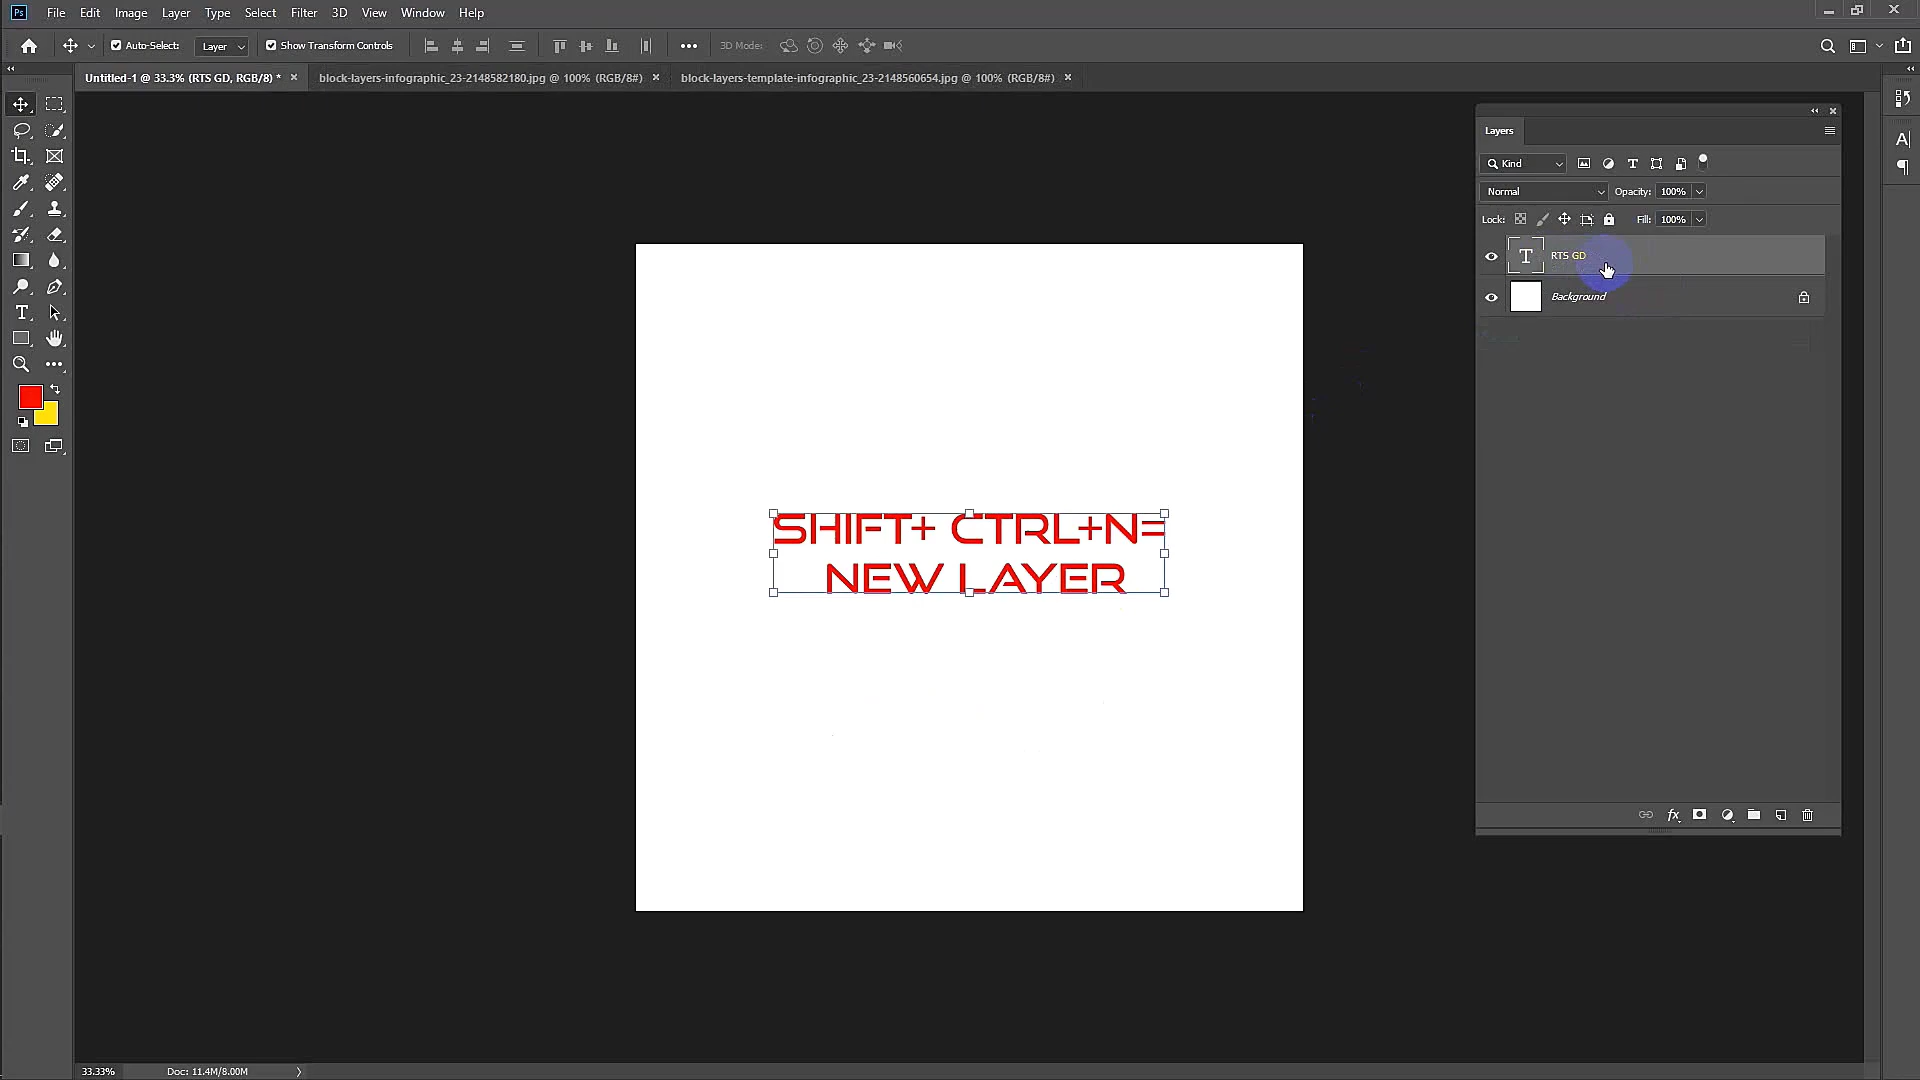 Ps File Edit Image Layer Type Select Filter 3D View Window Help
Auto-Select: Layer Show Transform Controls 3D Mode:
Untitled-1 @ 33.3% (RTS GD, RGB/8) * × block-layers-infographic_23-2148582180.jpg @ 100% (RGB/8#) × block-layers-template-infographic_23-2148560654.jpg @ 100% (RGB/8#) ×
Layers
Kind
Normal Opacity: 100%
Lock: Fill: 100%
RTS GD
Background
SHIFT+ CTRL+N=
NEW LAYER
33.33% Doc: 11.4M/8.00M